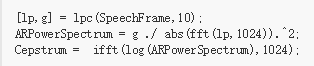 [lp,g] = lpc(SpeechFrame,10);
ARPowerSpectrum = g ./ abs(fft(lp,1024)).^2;
Cepstrum =  ifft(log(ARPowerSpectrum),1024);